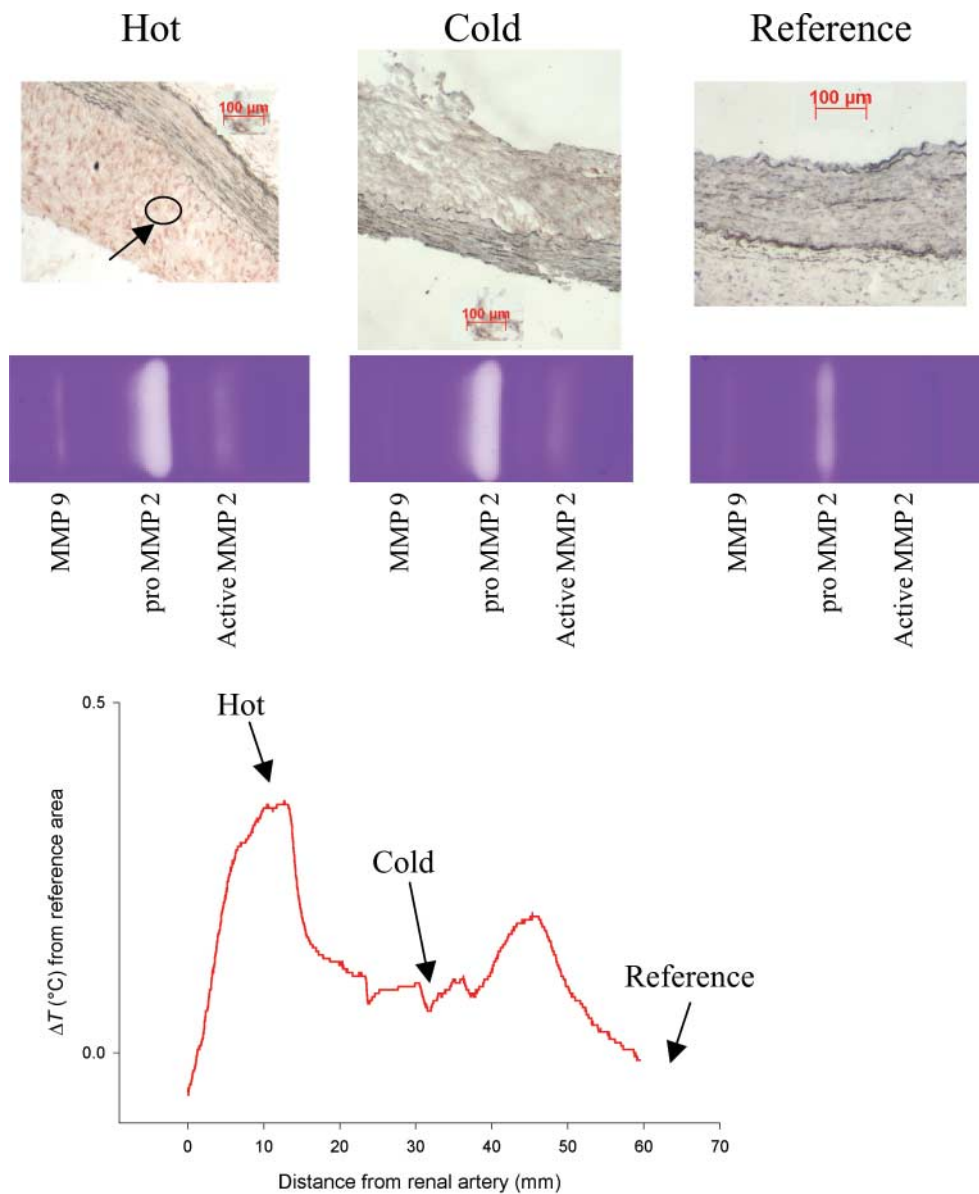 Hot
Cold
Reference
100 µm
100 µm
100 µm
MMP 9
pro MMP 2
Active MMP 2
MMP 9
pro MMP 2
Active MMP 2
MMP 9
pro MMP 2
Active MMP 2
0.5
0.0
ΔT (°C) from reference area
Hot
Cold
Reference
0 10 20 30 40 50 60 70
Distance from renal artery (mm)